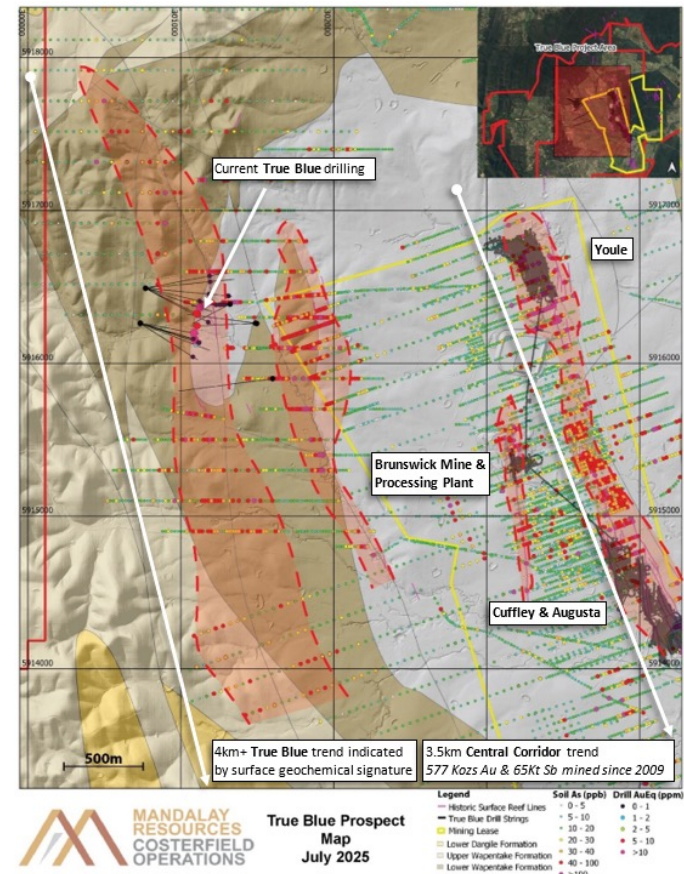 300000
301000
302000
5918000
True Blue Project Area
Current True Blue drilling
5917000
5917000
Youle
5916000
5916000
Brunswick Mine &
Processing Plant
5915000
5915000
Cuffley & Augusta
5914000
5914000
500m
4km+ True Blue trend indicated
by surface geochemical signature
3.5km Central Corridor trend
577 Kozs Au & 65Kt Sb mined since 2009
MANDALAY
RESOURCES
COSTERFIELD
OPERATIONS
True Blue Prospect
Map
July 2025
Legend
Historic Surface Reef Lines
True Blue Drill Strings
Mining Lease
Lower Dargile Formation
Upper Wapentake Formation
Lower Wapentake Formation
Soil As (ppb)
0 - 5
5 - 10
10 - 20
20 - 30
30 - 40
40 - 100
>100
Drill AuEq (ppm)
0 - 1
1 - 2
2 - 5
5 - 10
>10